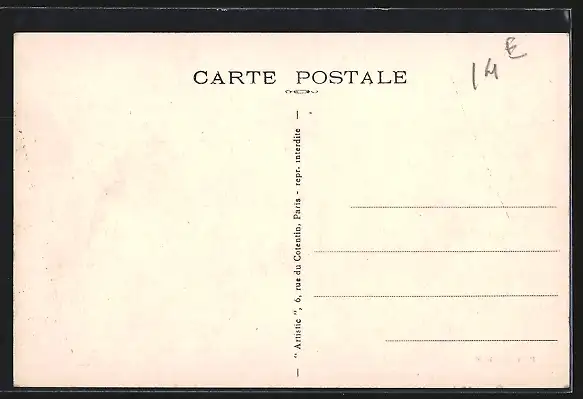 CARTE POSTALE
14€
" Artistic ", 6, rue du Cotentin, Paris - repr. interdite